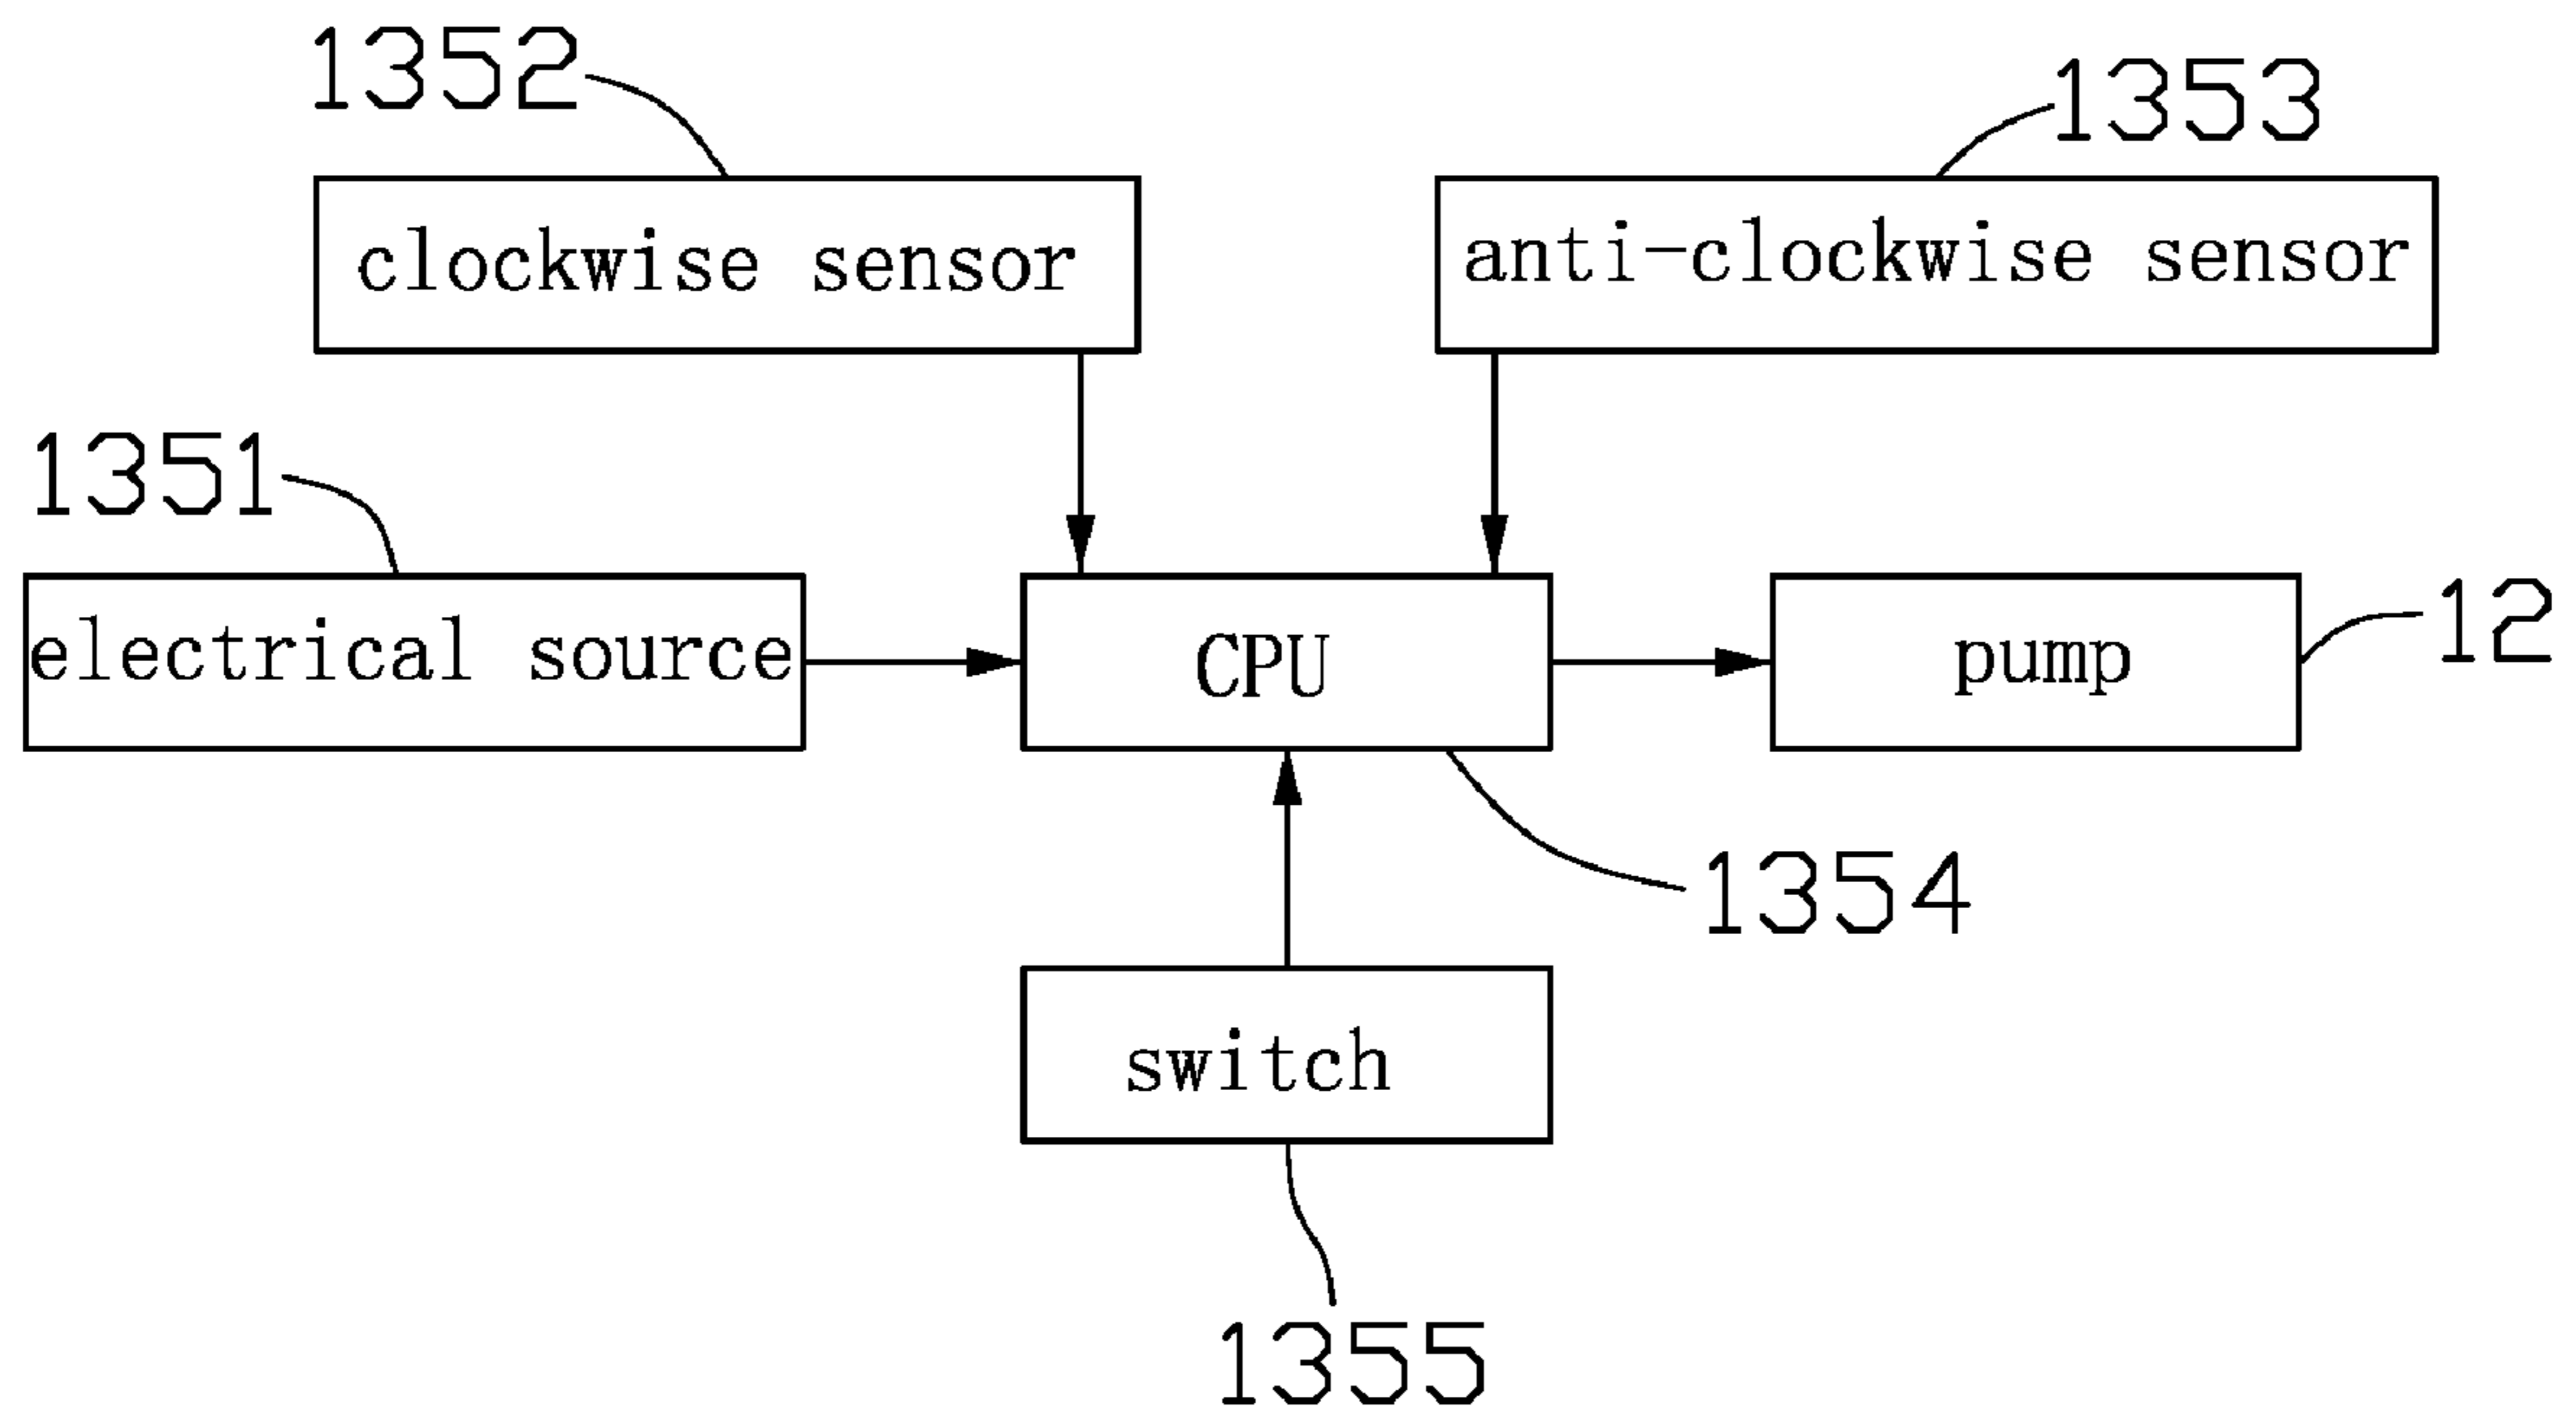 1352
1353
clockwise sensor
anti-clockwise sensor
1351
electrical source
CPU
pump
12
1354
switch
1355